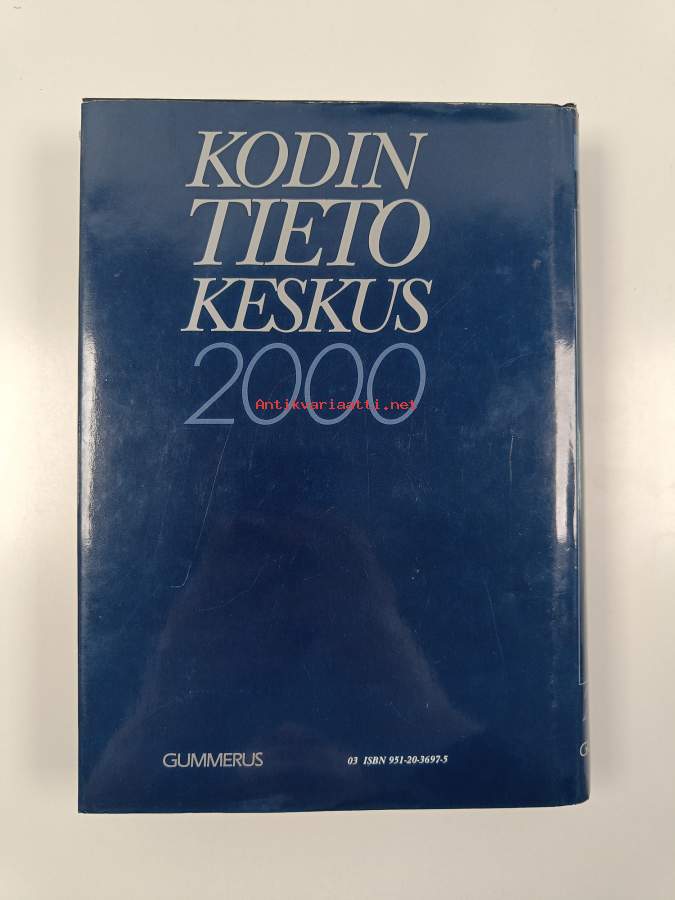 KODIN
TIETO
KESKUS
2000
Antikvariaatti.net
GUMMERUS
03 ISBN 951-20-3697-5